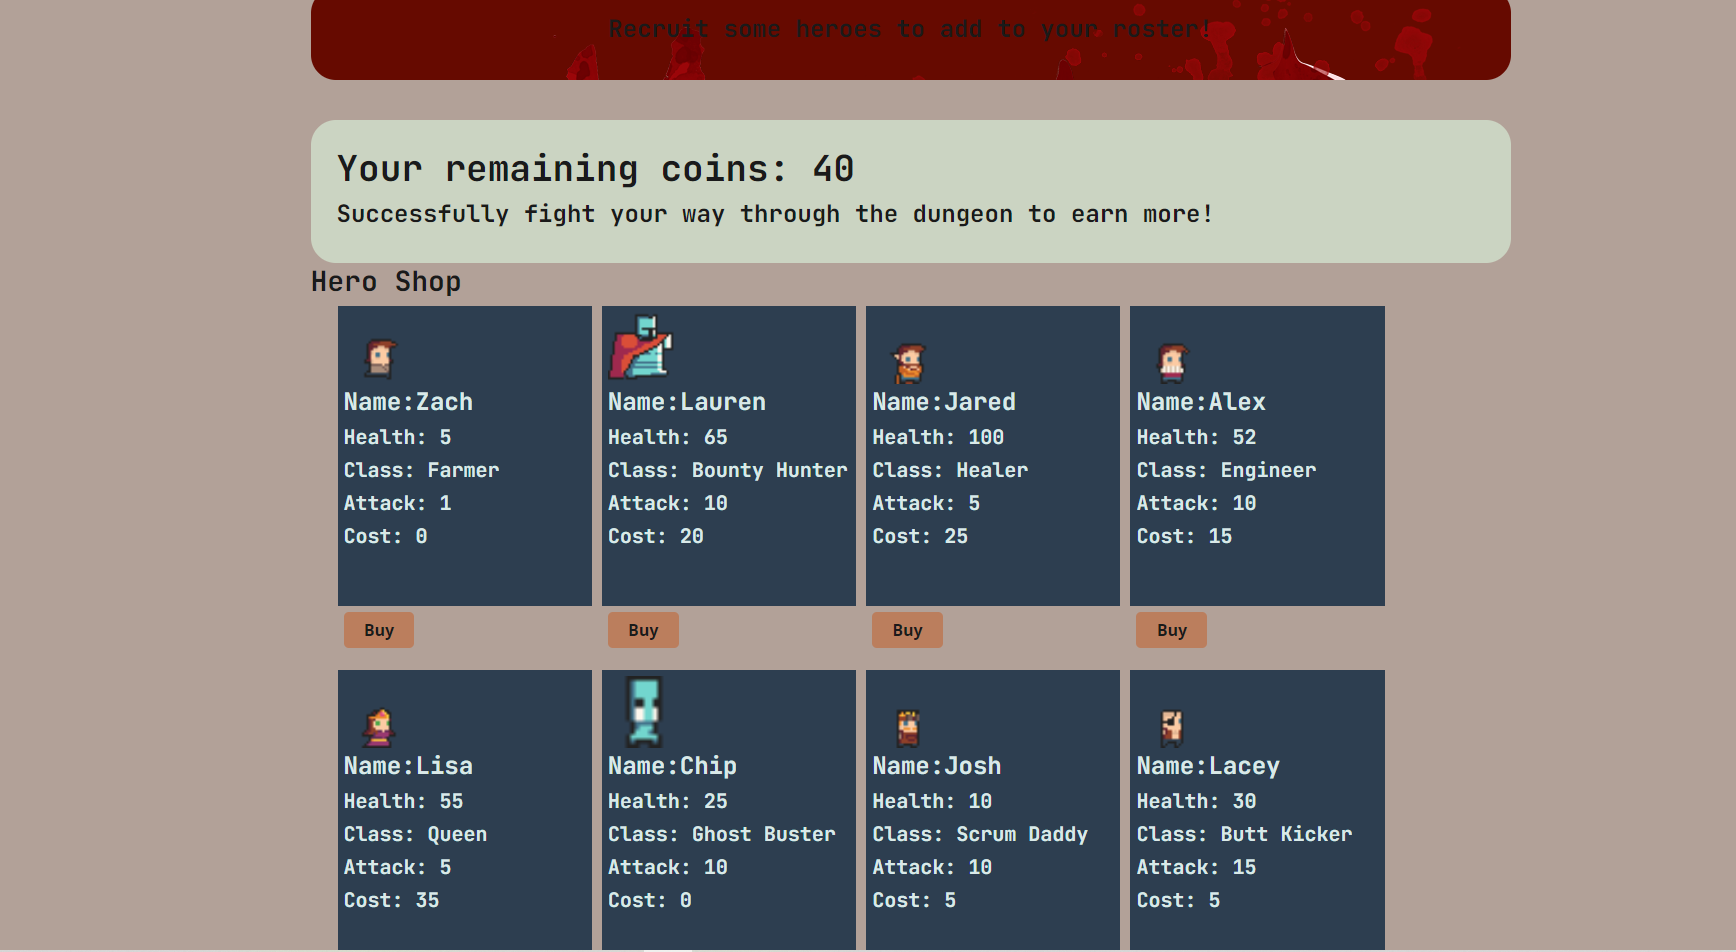 Recruit some heroes to add to your roster!
Your remaining coins: 40
Successfully fight your way through the dungeon to earn more!
Hero Shop
Name:Zach
Health: 5
Class: Farmer
Attack: 1
Cost: 0
Buy
Name:Lauren
Health: 65
Class: Bounty Hunter
Attack: 10
Cost: 20
Buy
Name:Jared
Health: 100
Class: Healer
Attack: 5
Cost: 25
Buy
Name:Alex
Health: 52
Class: Engineer
Attack: 10
Cost: 15
Buy
Name:Lisa
Health: 55
Class: Queen
Attack: 5
Cost: 35
Name:Chip
Health: 25
Class: Ghost Buster
Attack: 10
Cost: 0
Name:Josh
Health: 10
Class: Scrum Daddy
Attack: 10
Cost: 5
Name:Lacey
Health: 30
Class: Butt Kicker
Attack: 15
Cost: 5